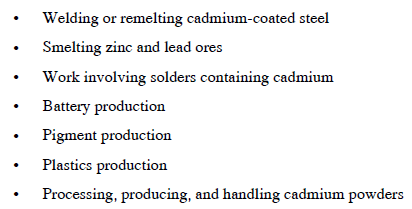 • Welding or remelting cadmium-coated steel
• Smelting zinc and lead ores
• Work involving solders containing cadmium
• Battery production
• Pigment production
• Plastics production
• Processing, producing, and handling cadmium powders